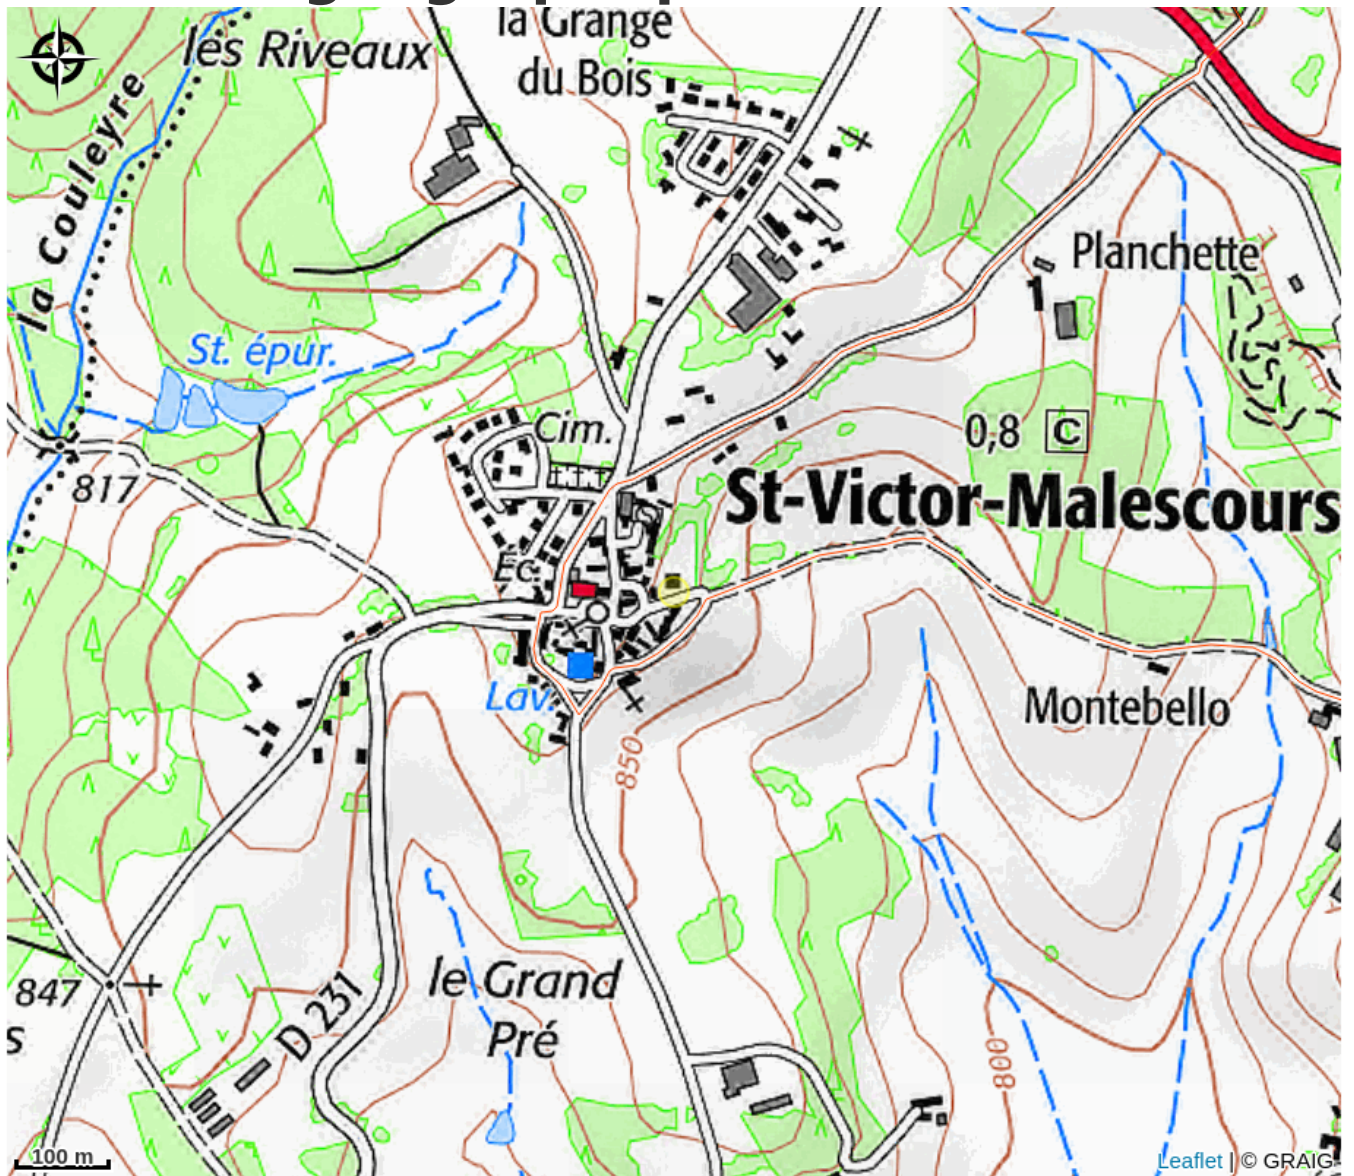 la Grange
du Bois
les Riveaux
la Couleyre
Planchette
St. épur.
Cim.
0,8 C
817
St-Victor-Malescours
Ec.
Lav.
Montebello
850
847
s
D 231
le Grand
Pré
800
100 m
Leaflet | © GRAIG